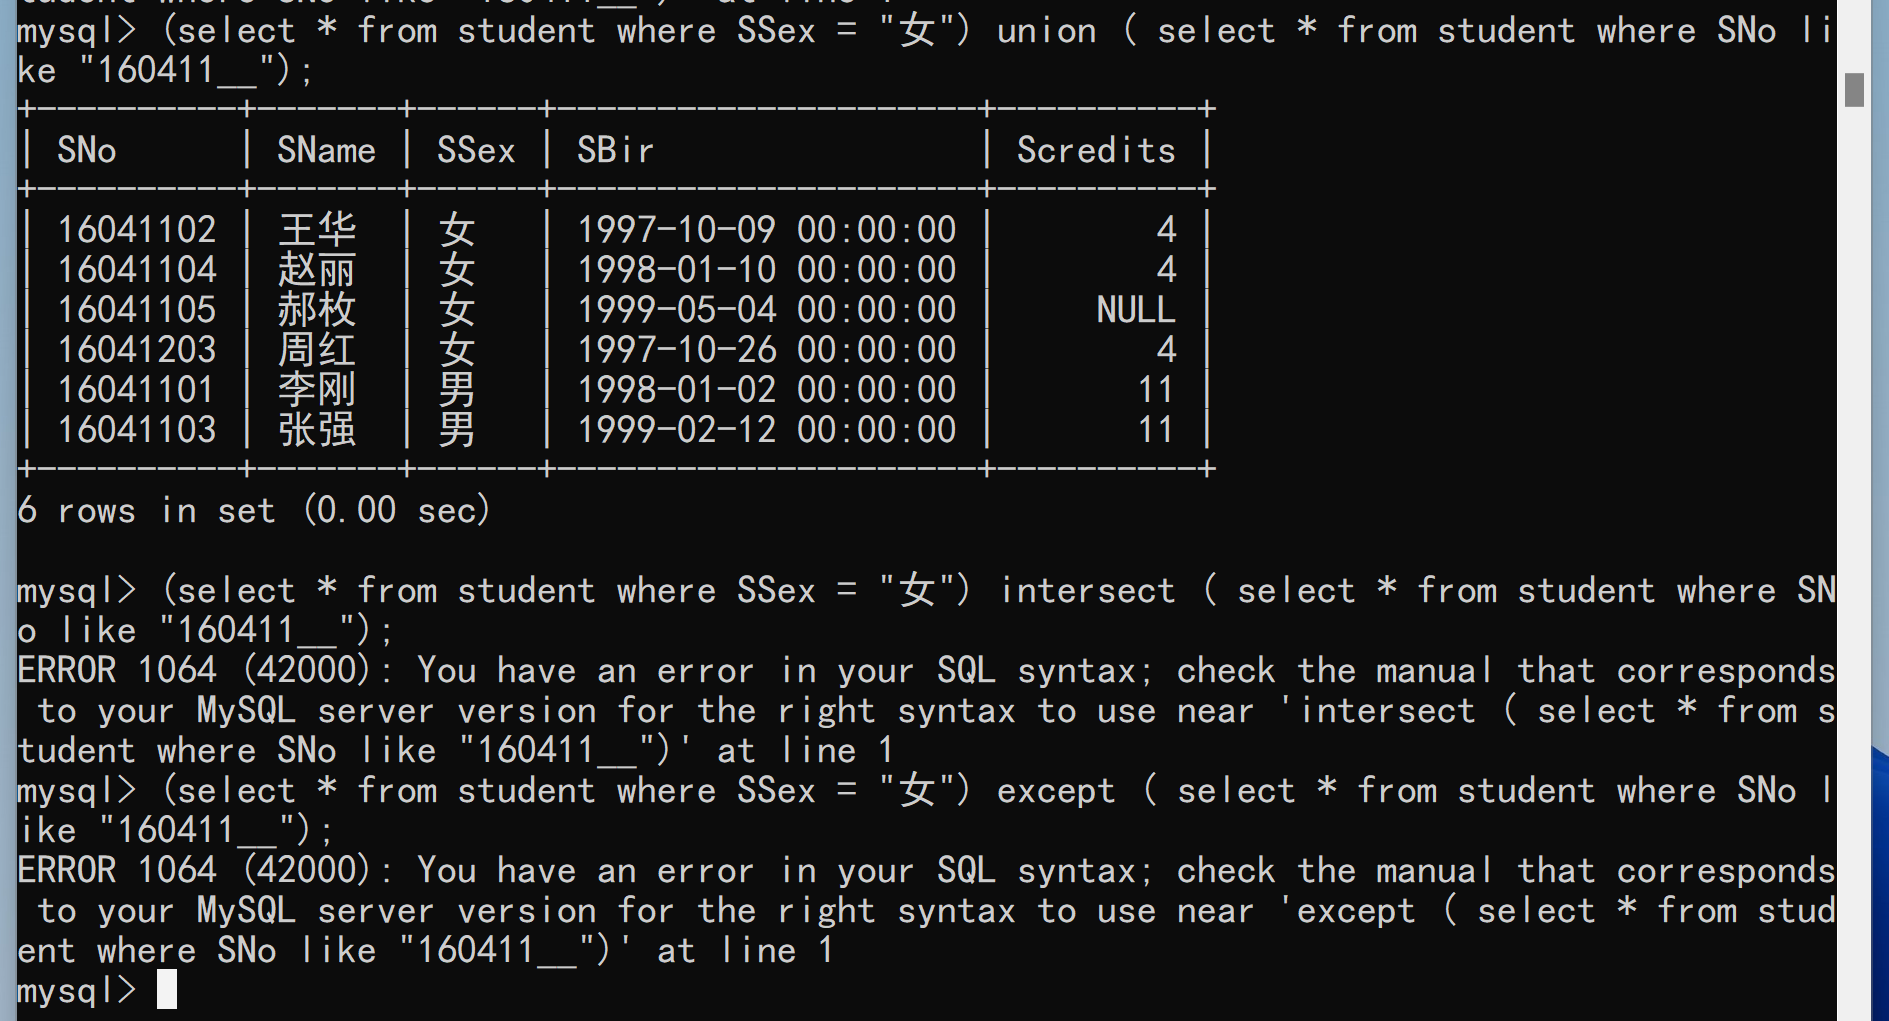 mysql> (select * from student where SSex = "女") union ( select * from student where SNo li
ke "160411__");
+----------+-------+------+---------------------+----------+
| SNo      | SName | SSex | SBir                | Scredits |
+----------+-------+------+---------------------+----------+
| 16041102 | 王华  | 女   | 1997-10-09 00:00:00 |        4 |
| 16041104 | 赵丽  | 女   | 1998-01-10 00:00:00 |        4 |
| 16041105 | 郝枚  | 女   | 1999-05-04 00:00:00 |     NULL |
| 16041203 | 周红  | 女   | 1997-10-26 00:00:00 |        4 |
| 16041101 | 李刚  | 男   | 1998-01-02 00:00:00 |       11 |
| 16041103 | 张强  | 男   | 1999-02-12 00:00:00 |       11 |
+----------+-------+------+---------------------+----------+
6 rows in set (0.00 sec)
mysql> (select * from student where SSex = "女") intersect ( select * from student where SN
o like "160411__");
ERROR 1064 (42000): You have an error in your SQL syntax; check the manual that corresponds
 to your MySQL server version for the right syntax to use near 'intersect ( select * from s
tudent where SNo like "160411__")' at line 1
mysql> (select * from student where SSex = "女") except ( select * from student where SNo l
ike "160411__");
ERROR 1064 (42000): You have an error in your SQL syntax; check the manual that corresponds
 to your MySQL server version for the right syntax to use near 'except ( select * from stud
ent where SNo like "160411__")' at line 1
mysql>